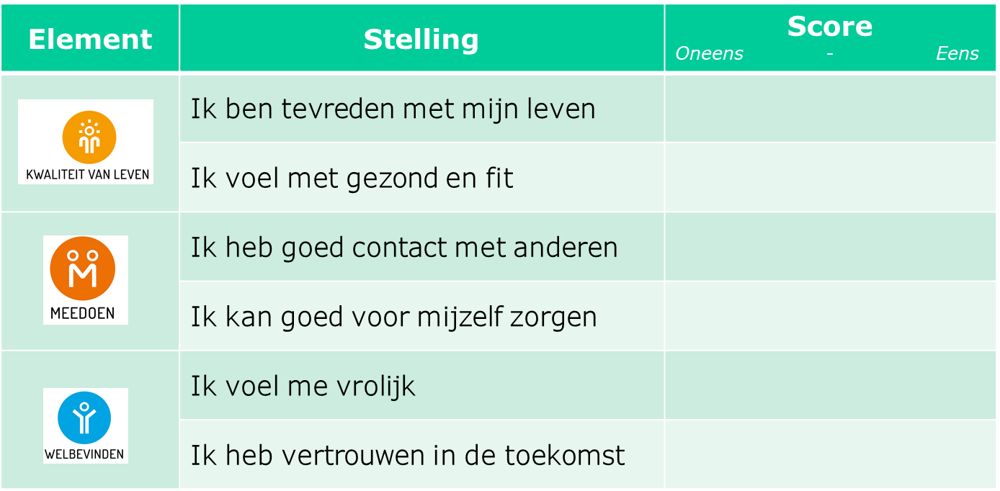 Element
Stelling
Score
Oneens - Eens
KWALITEIT VAN LEVEN
Ik ben tevreden met mijn leven
Ik voel met gezond en fit
MEEDOEN
Ik heb goed contact met anderen
Ik kan goed voor mijzelf zorgen
WELBEVINDEN
Ik voel me vrolijk
Ik heb vertrouwen in de toekomst